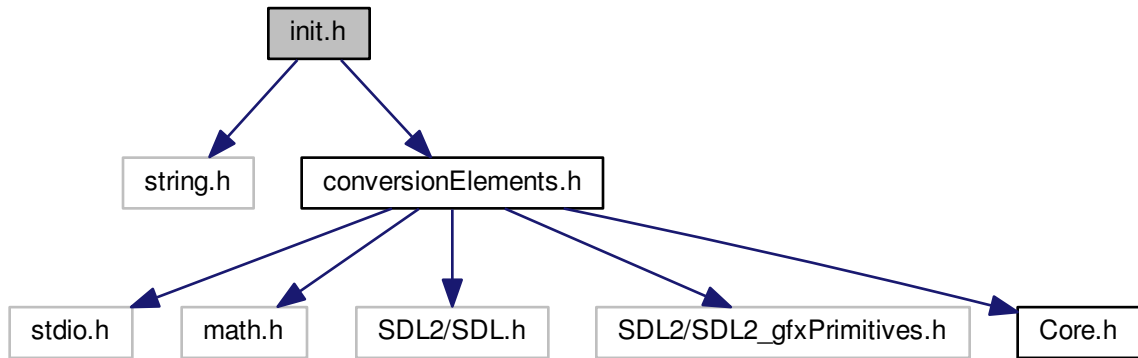 init.h
string.h
conversionElements.h
stdio.h
math.h
SDL2/SDL.h
SDL2/SDL2_gfxPrimitives.h
Core.h